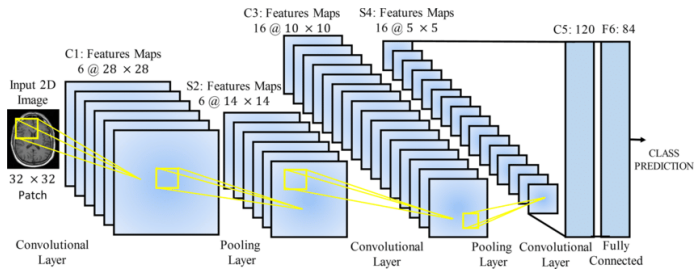 C3: Features Maps
16 @ 10 × 10
S4: Features Maps
16 @ 5 × 5
C5: 120
F6: 84
C1: Features Maps
6 @ 28 × 28
S2: Features Maps
6 @ 14 × 14
Input 2D
Image
32 × 32
Patch
CLASS
PREDICTION
Convolutional
Layer
Pooling
Layer
Convolutional
Layer
Pooling
Layer
Convolutional
Layer
Fully
Connected